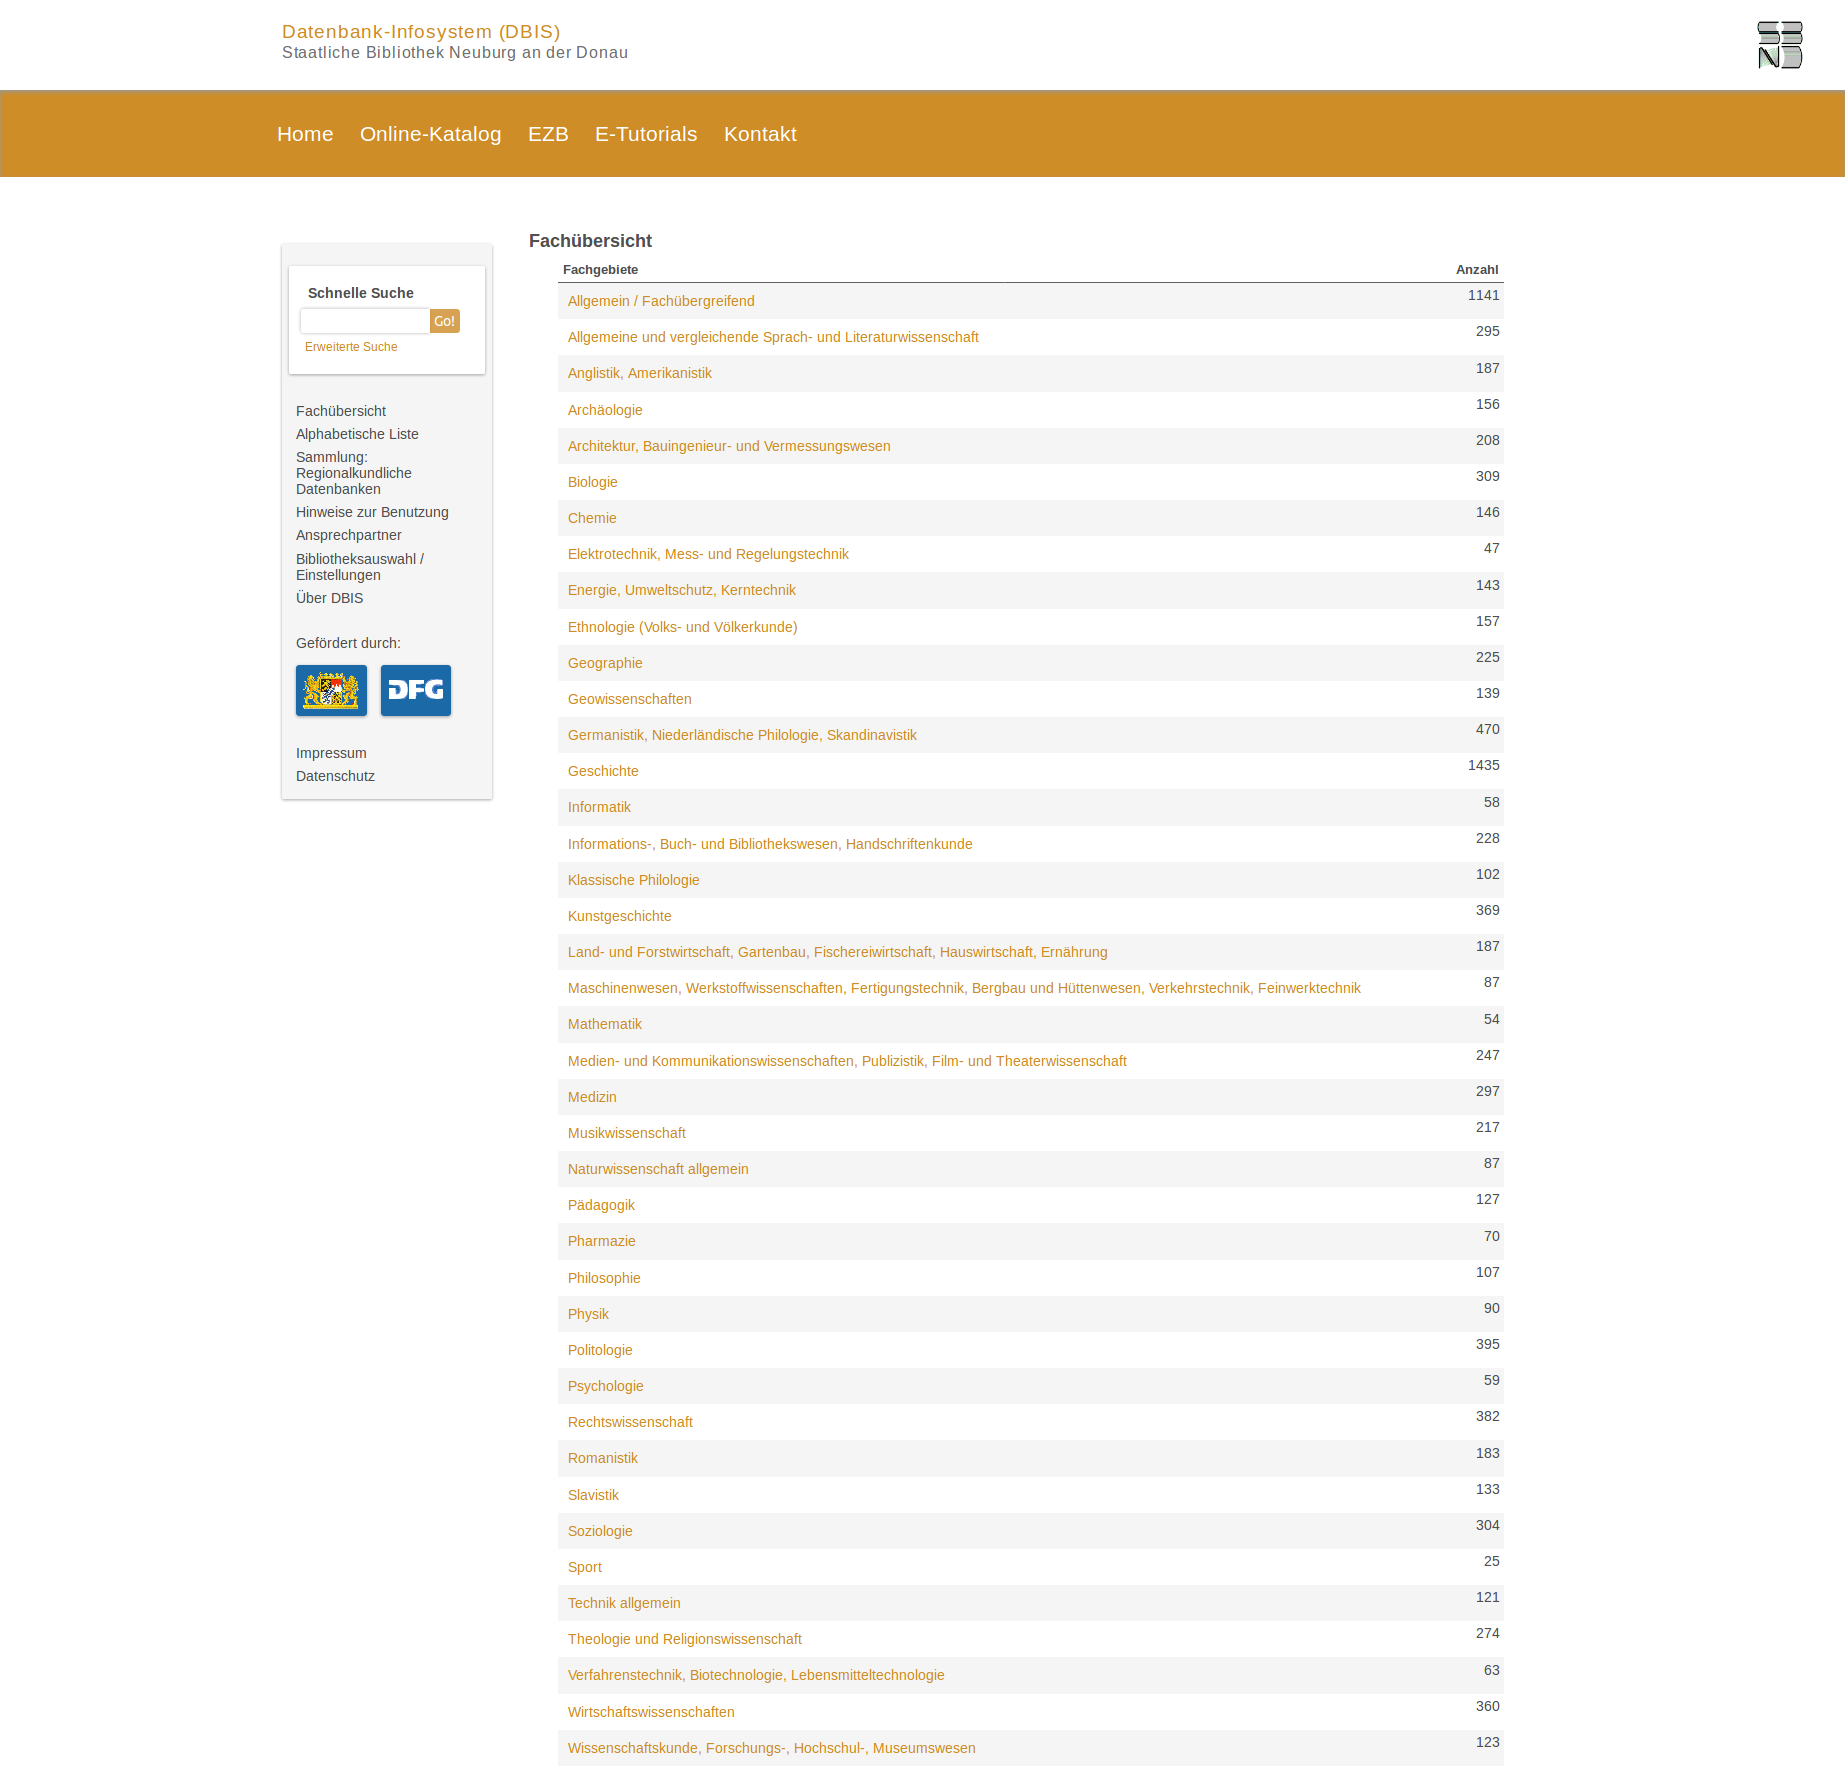 Datenbank-Infosystem (DBIS)
Staatliche Bibliothek Neuburg an der Donau
Home Online-Katalog EZB E-Tutorials Kontakt
Schnelle Suche
Go!
Erweiterte Suche
Fachübersicht
Alphabetische Liste
Sammlung:
Regionalkundliche
Datenbanken
Hinweise zur Benutzung
Ansprechpartner
Bibliotheksauswahl /
Einstellungen
Über DBIS
Gefördert durch:
DFG
Impressum
Datenschutz
Fachübersicht
Fachgebiete Anzahl
Allgemein / Fachübergreifend 1141
Allgemeine und vergleichende Sprach- und Literaturwissenschaft 295
Anglistik, Amerikanistik 187
Archäologie 156
Architektur, Bauingenieur- und Vermessungswesen 208
Biologie 309
Chemie 146
Elektrotechnik, Mess- und Regelungstechnik 47
Energie, Umweltschutz, Kerntechnik 143
Ethnologie (Volks- und Völkerkunde) 157
Geographie 225
Geowissenschaften 139
Germanistik, Niederländische Philologie, Skandinavistik 470
Geschichte 1435
Informatik 58
Informations-, Buch- und Bibliothekswesen, Handschriftenkunde 228
Klassische Philologie 102
Kunstgeschichte 369
Land- und Forstwirtschaft, Gartenbau, Fischereiwirtschaft, Hauswirtschaft, Ernährung 187
Maschinenwesen, Werkstoffwissenschaften, Fertigungstechnik, Bergbau und Hüttenwesen, Verkehrstechnik, Feinwerktechnik 87
Mathematik 54
Medien- und Kommunikationswissenschaften, Publizistik, Film- und Theaterwissenschaft 247
Medizin 297
Musikwissenschaft 217
Naturwissenschaft allgemein 87
Pädagogik 127
Pharmazie 70
Philosophie 107
Physik 90
Politologie 395
Psychologie 59
Rechtswissenschaft 382
Romanistik 183
Slavistik 133
Soziologie 304
Sport 25
Technik allgemein 121
Theologie und Religionswissenschaft 274
Verfahrenstechnik, Biotechnologie, Lebensmitteltechnologie 63
Wirtschaftswissenschaften 360
Wissenschaftskunde, Forschungs-, Hochschul-, Museumswesen 123